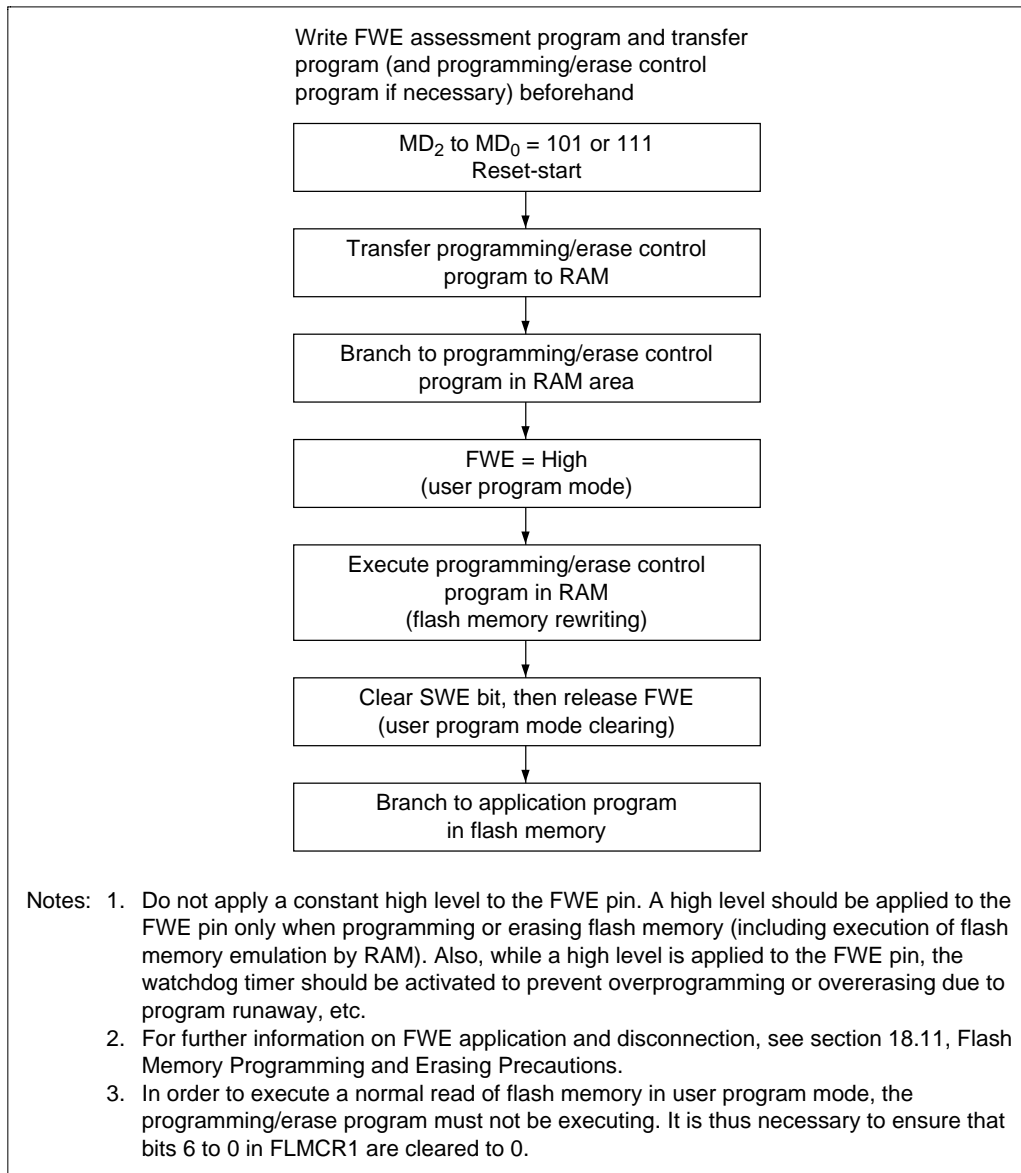 Write FWE assessment program and transfer
program (and programming/erase control
program if necessary) beforehand
MD2 to MD0 = 101 or 111
Reset-start
Transfer programming/erase control
program to RAM
Branch to programming/erase control
program in RAM area
FWE = High
(user program mode)
Execute programming/erase control
program in RAM
(flash memory rewriting)
Clear SWE bit, then release FWE
(user program mode clearing)
Branch to application program
in flash memory
Notes: 1. Do not apply a constant high level to the FWE pin. A high level should be applied to the
FWE pin only when programming or erasing flash memory (including execution of flash
memory emulation by RAM). Also, while a high level is applied to the FWE pin, the
watchdog timer should be activated to prevent overprogramming or overerasing due to
program runaway, etc.
2. For further information on FWE application and disconnection, see section 18.11, Flash
Memory Programming and Erasing Precautions.
3. In order to execute a normal read of flash memory in user program mode, the
programming/erase program must not be executing. It is thus necessary to ensure that
bits 6 to 0 in FLMCR1 are cleared to 0.